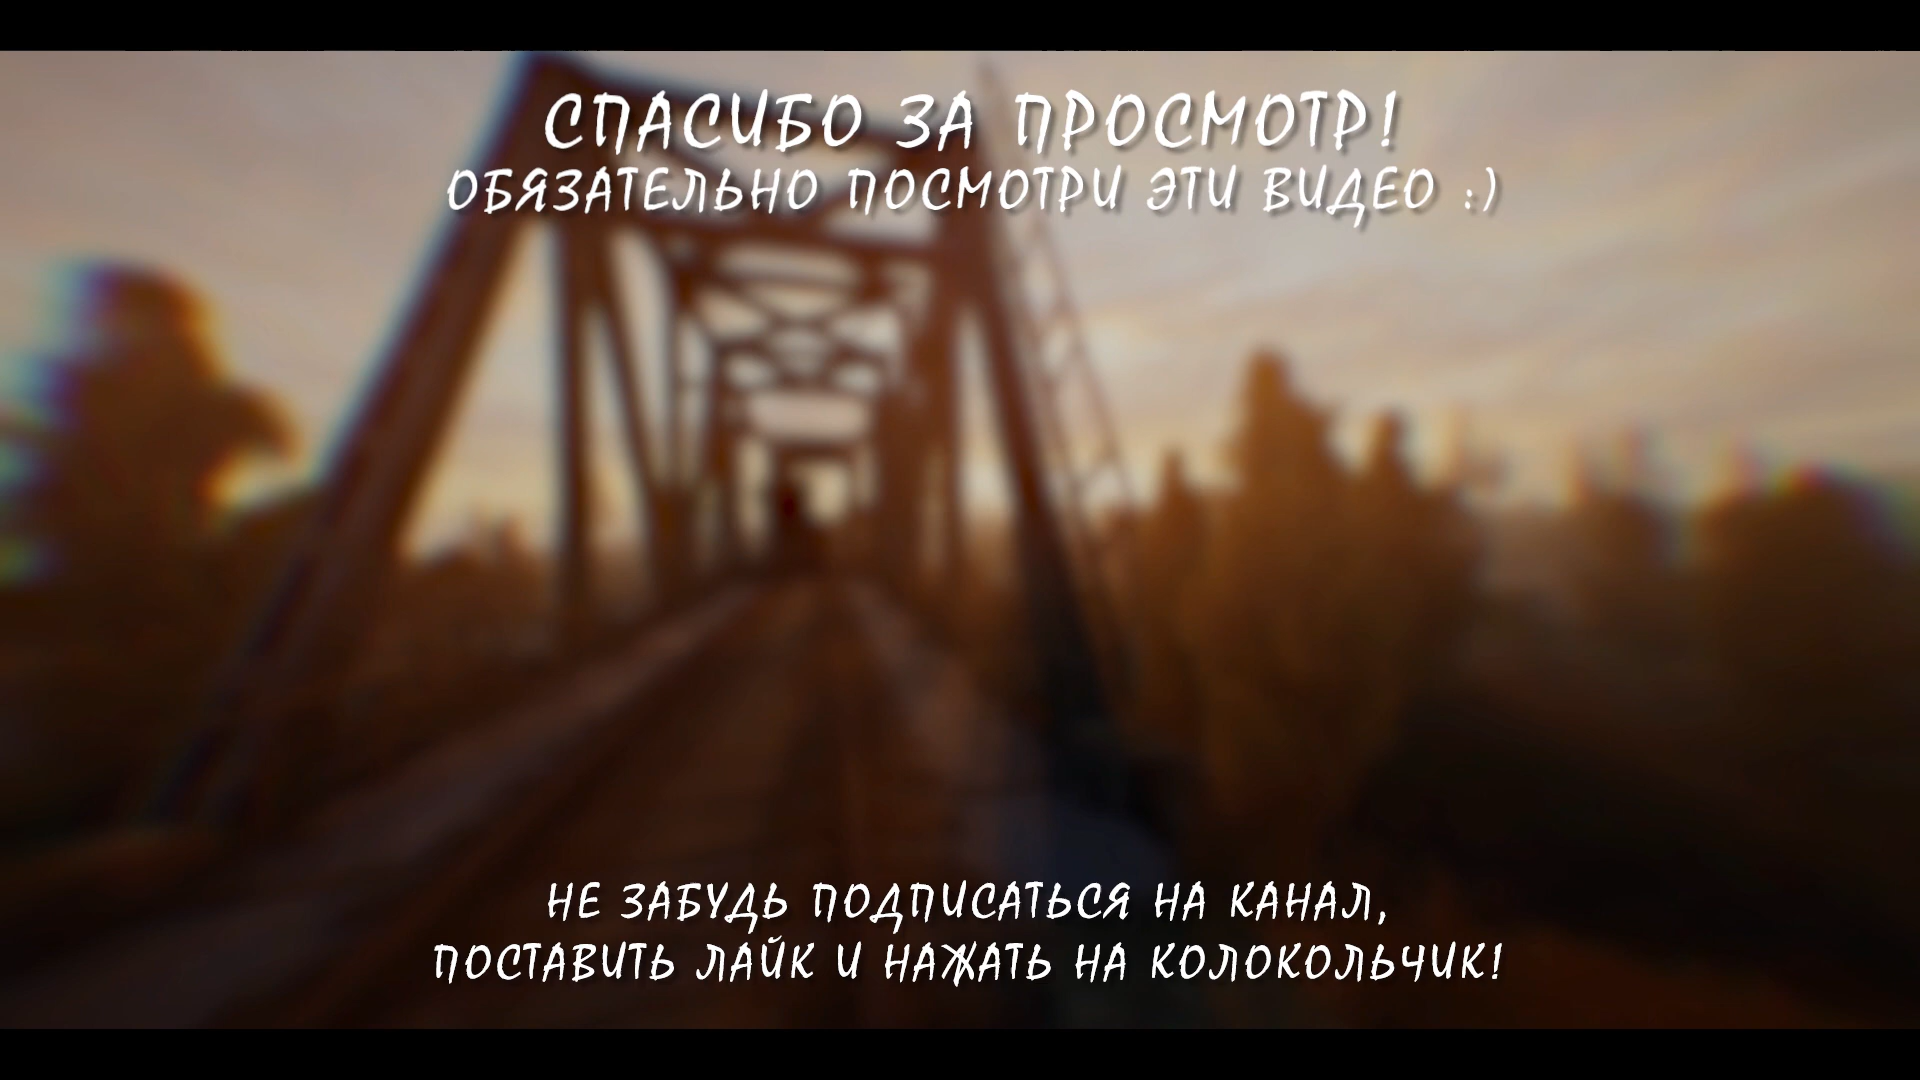 СПАСИБО ЗА ПРОСМОТР!
ОБЯЗАТЕЛЬНО ПОСМОТРИ ЭТИ ВИДЕО :)
НЕ ЗАБУДЬ ПОДПИСАТЬСЯ НА КАНАЛ,
ПОСТАВИТЬ ЛАЙК И НАЖАТЬ НА КОЛОКОЛЬЧИК!